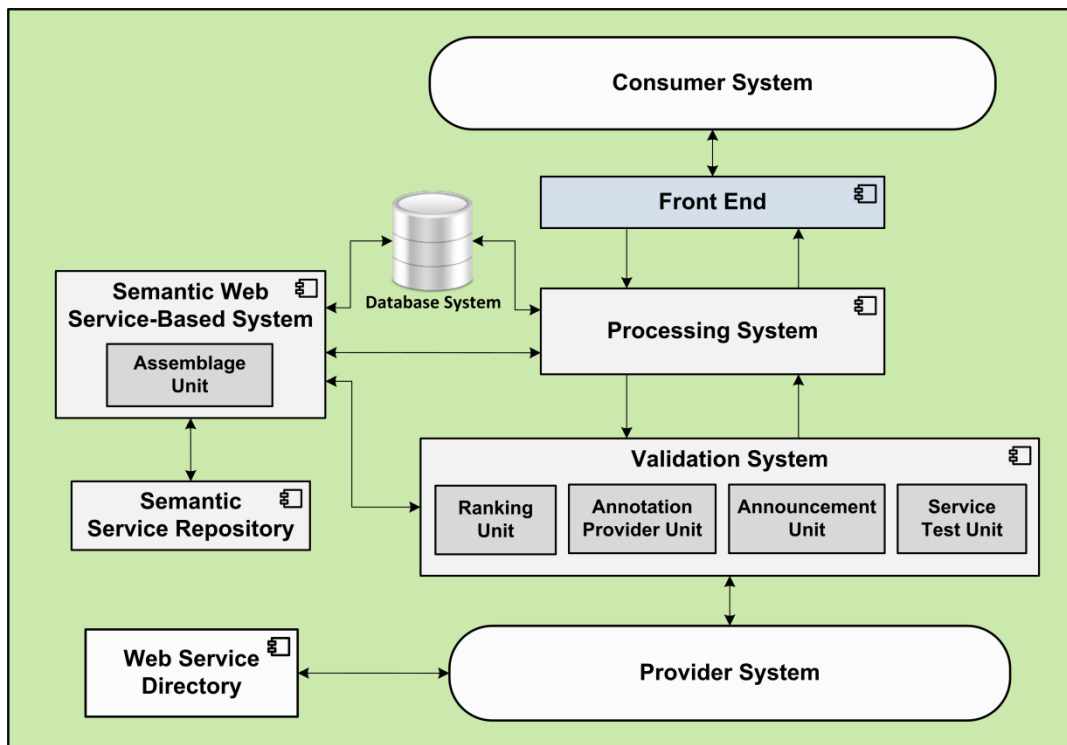 Consumer System
Front End
Database System
Semantic Web
Service-Based System
Assemblage
Unit
Processing System
Validation System
Ranking
Unit
Annotation
Provider Unit
Announcement
Unit
Service
Test Unit
Semantic
Service Repository
Web Service
Directory
Provider System